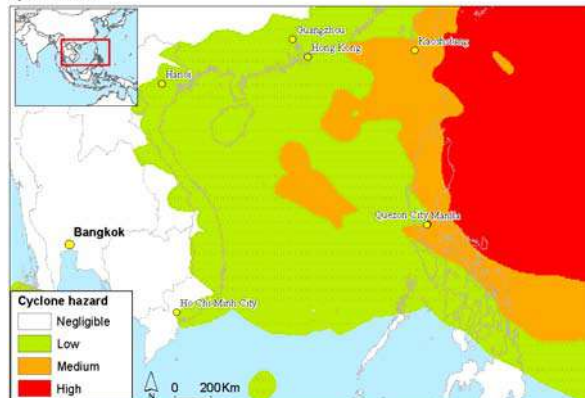 Guangzhou
Hong Kong
Kaohsiung
Hanoi
Quezon City Manila
Bangkok
Ho Chi Minh City
Cyclone hazard
Negligible
Low
Medium
High
N
0 200Km